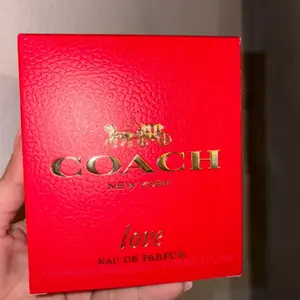 COACH
NEW YORK
love
EAU DE PARFUM